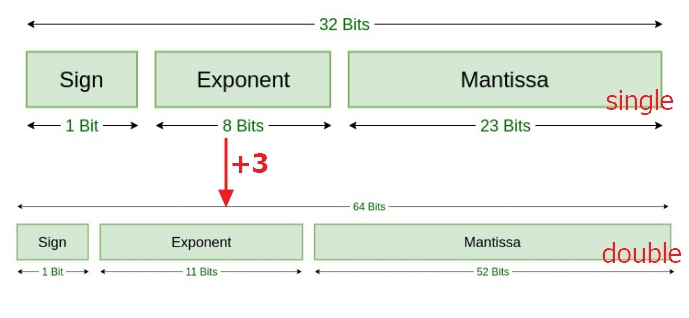 32 Bits
Sign Exponent Mantissa
single
1 Bit 8 Bits 23 Bits
+3
64 Bits
Sign Exponent Mantissa
double
1 Bit 11 Bits 52 Bits